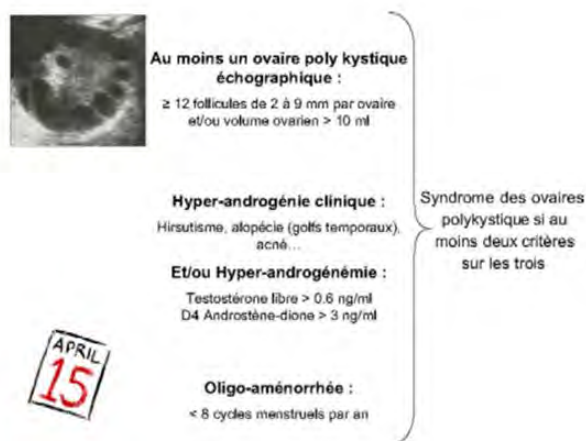 Au moins un ovaire poly kystique
échographique :
≥ 12 follicules de 2 à 9 mm par ovaire
et/ou volume ovarien > 10 ml
Hyper-androgénie clinique :
Hirsutisme, alopécie (golfs temporaux),
acné...
Et/ou Hyper-androgénémie :
Testostérone libre > 0.6 ng/ml
D4 Androstène-dione > 3 ng/ml
Syndrome des ovaires
polykystique si au
moins deux critères
sur les trois
APRIL
15
Oligo-aménorrhée :
< 8 cycles menstruels par an